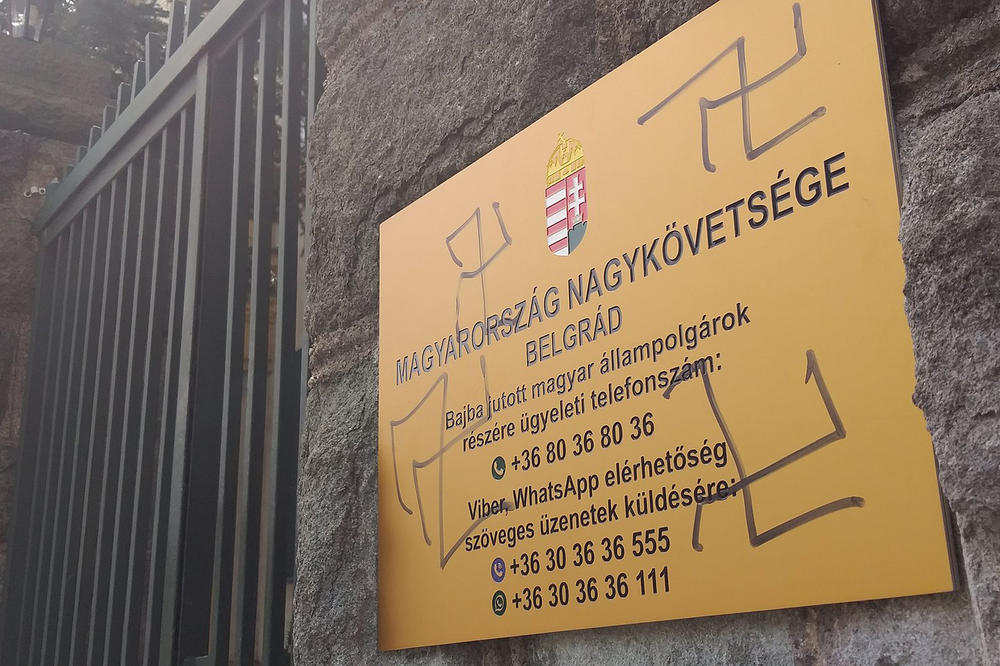 MAGYARORSZÁG NAGYKÖVETSÉGE
BELGRÁD
Bajba jutott magyar állampolgárok
részére ügyeleti telefonszám:
+36 80 36 80 36
Viber, WhatsApp elérhetőség
szöveges üzenetek küldésére:
+36 30 36 36 555
+36 30 36 36 111